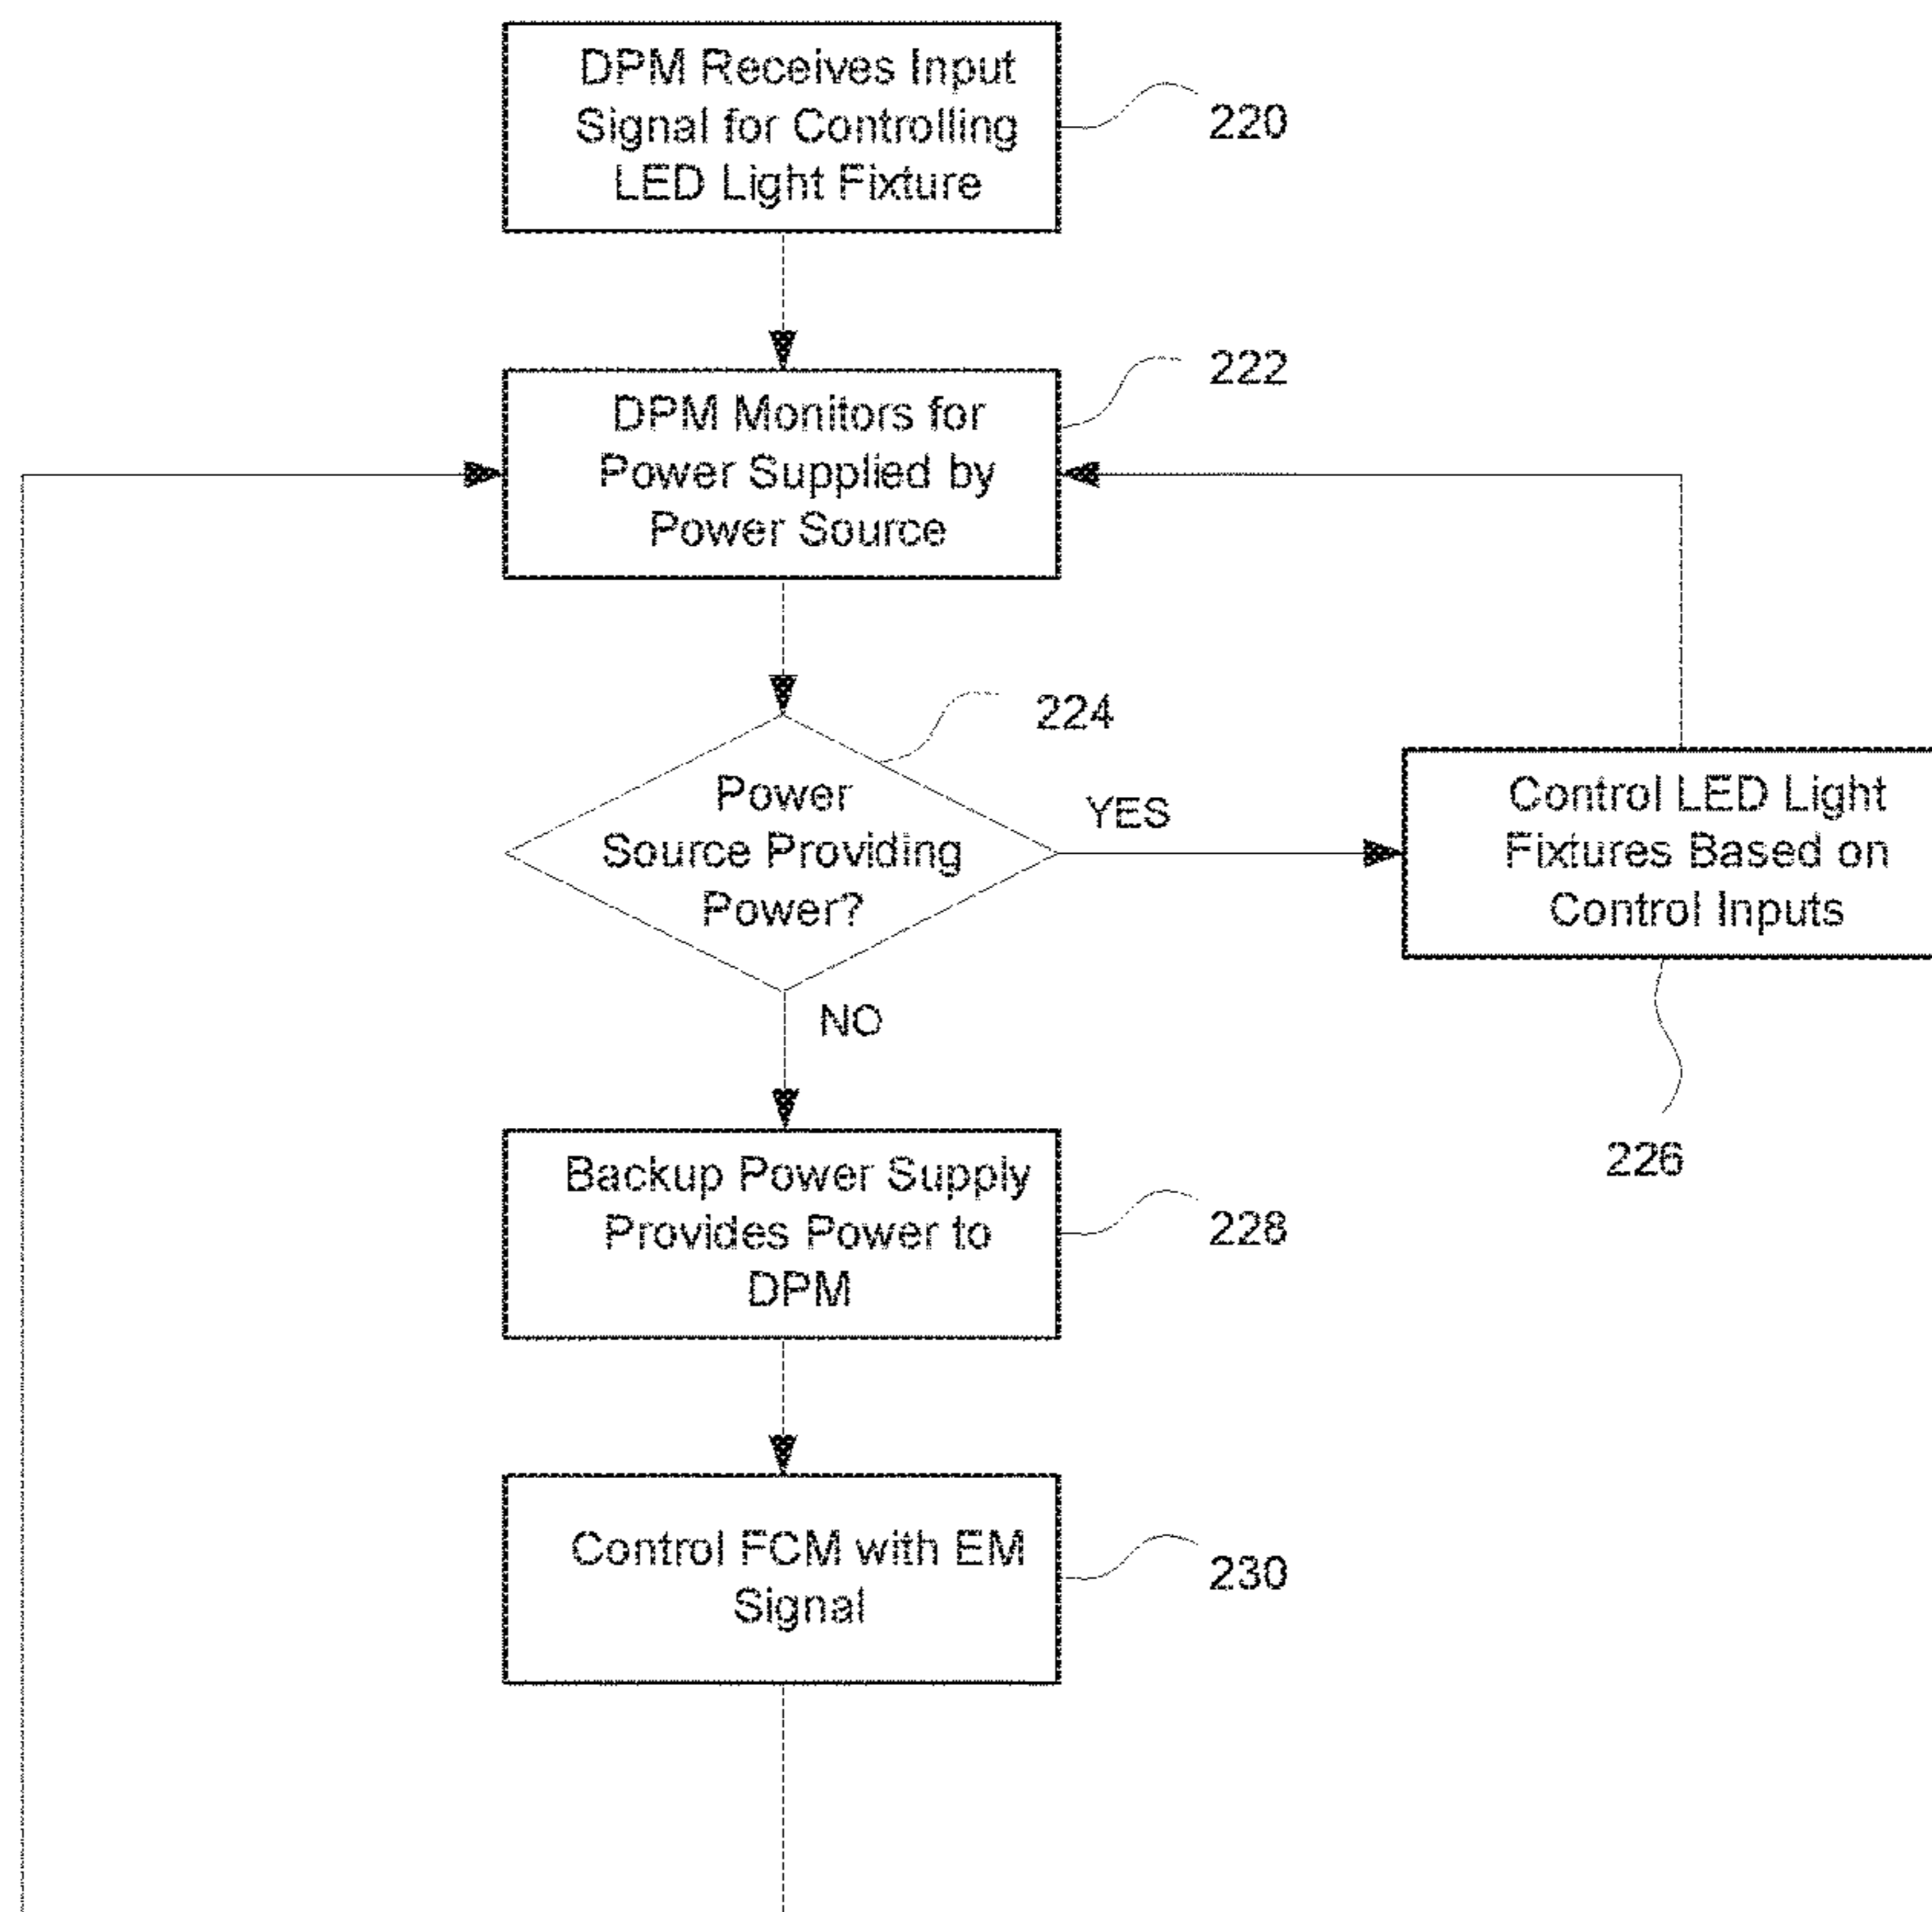 DPM Receives Input
Signal for Controlling
LED Light Fixture
220
DPM Monitors for
Power Supplied by
Power Source
222
224
Power
Source Providing
Power?
YES
Control LED Light
Fixtures Based on
Control Inputs
226
NO
Backup Power Supply
Provides Power to
DPM
228
Control FCM with EM
Signal
230